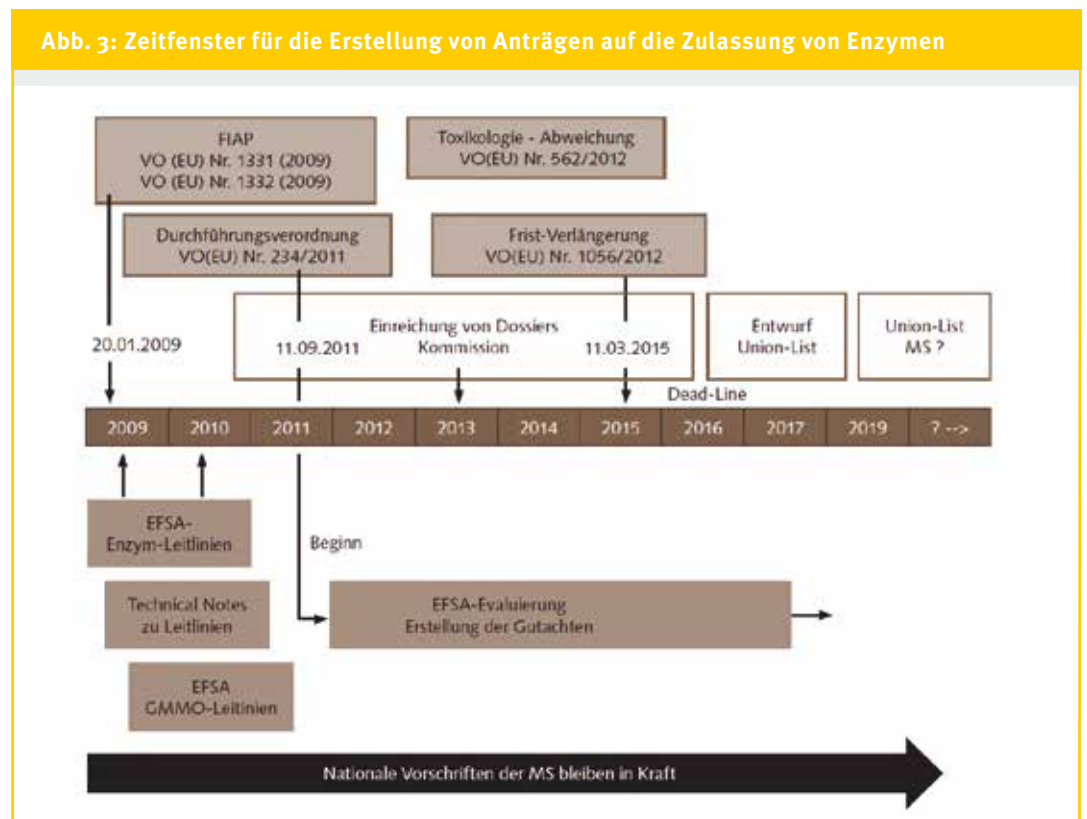 Abb. 3: Zeitfenster für die Erstellung von Anträgen auf die Zulassung von Enzymen
FIAP
VO (EU) Nr. 1331 (2009)
VO (EU) Nr. 1332 (2009)
Toxikologie - Abweichung
VO(EU) Nr. 562/2012
Durchführungsverordnung
VO(EU) Nr. 234/2011
Frist-Verlängerung
VO(EU) Nr. 1056/2012
20.01.2009
Einreichung von Dossiers
11.09.2011 Kommission 11.03.2015
Entwurf
Union-List
Union-List
MS ?
Dead-Line
2009 2010 2011 2012 2013 2014 2015 2016 2017 2019 ? -->
EFSA-
Enzym-Leitlinien
Beginn
Technical Notes
zu Leitlinien
EFSA-Evaluierung
Erstellung der Gutachten
EFSA
GMMO-Leitinien
Nationale Vorschriften der MS bleiben in Kraft